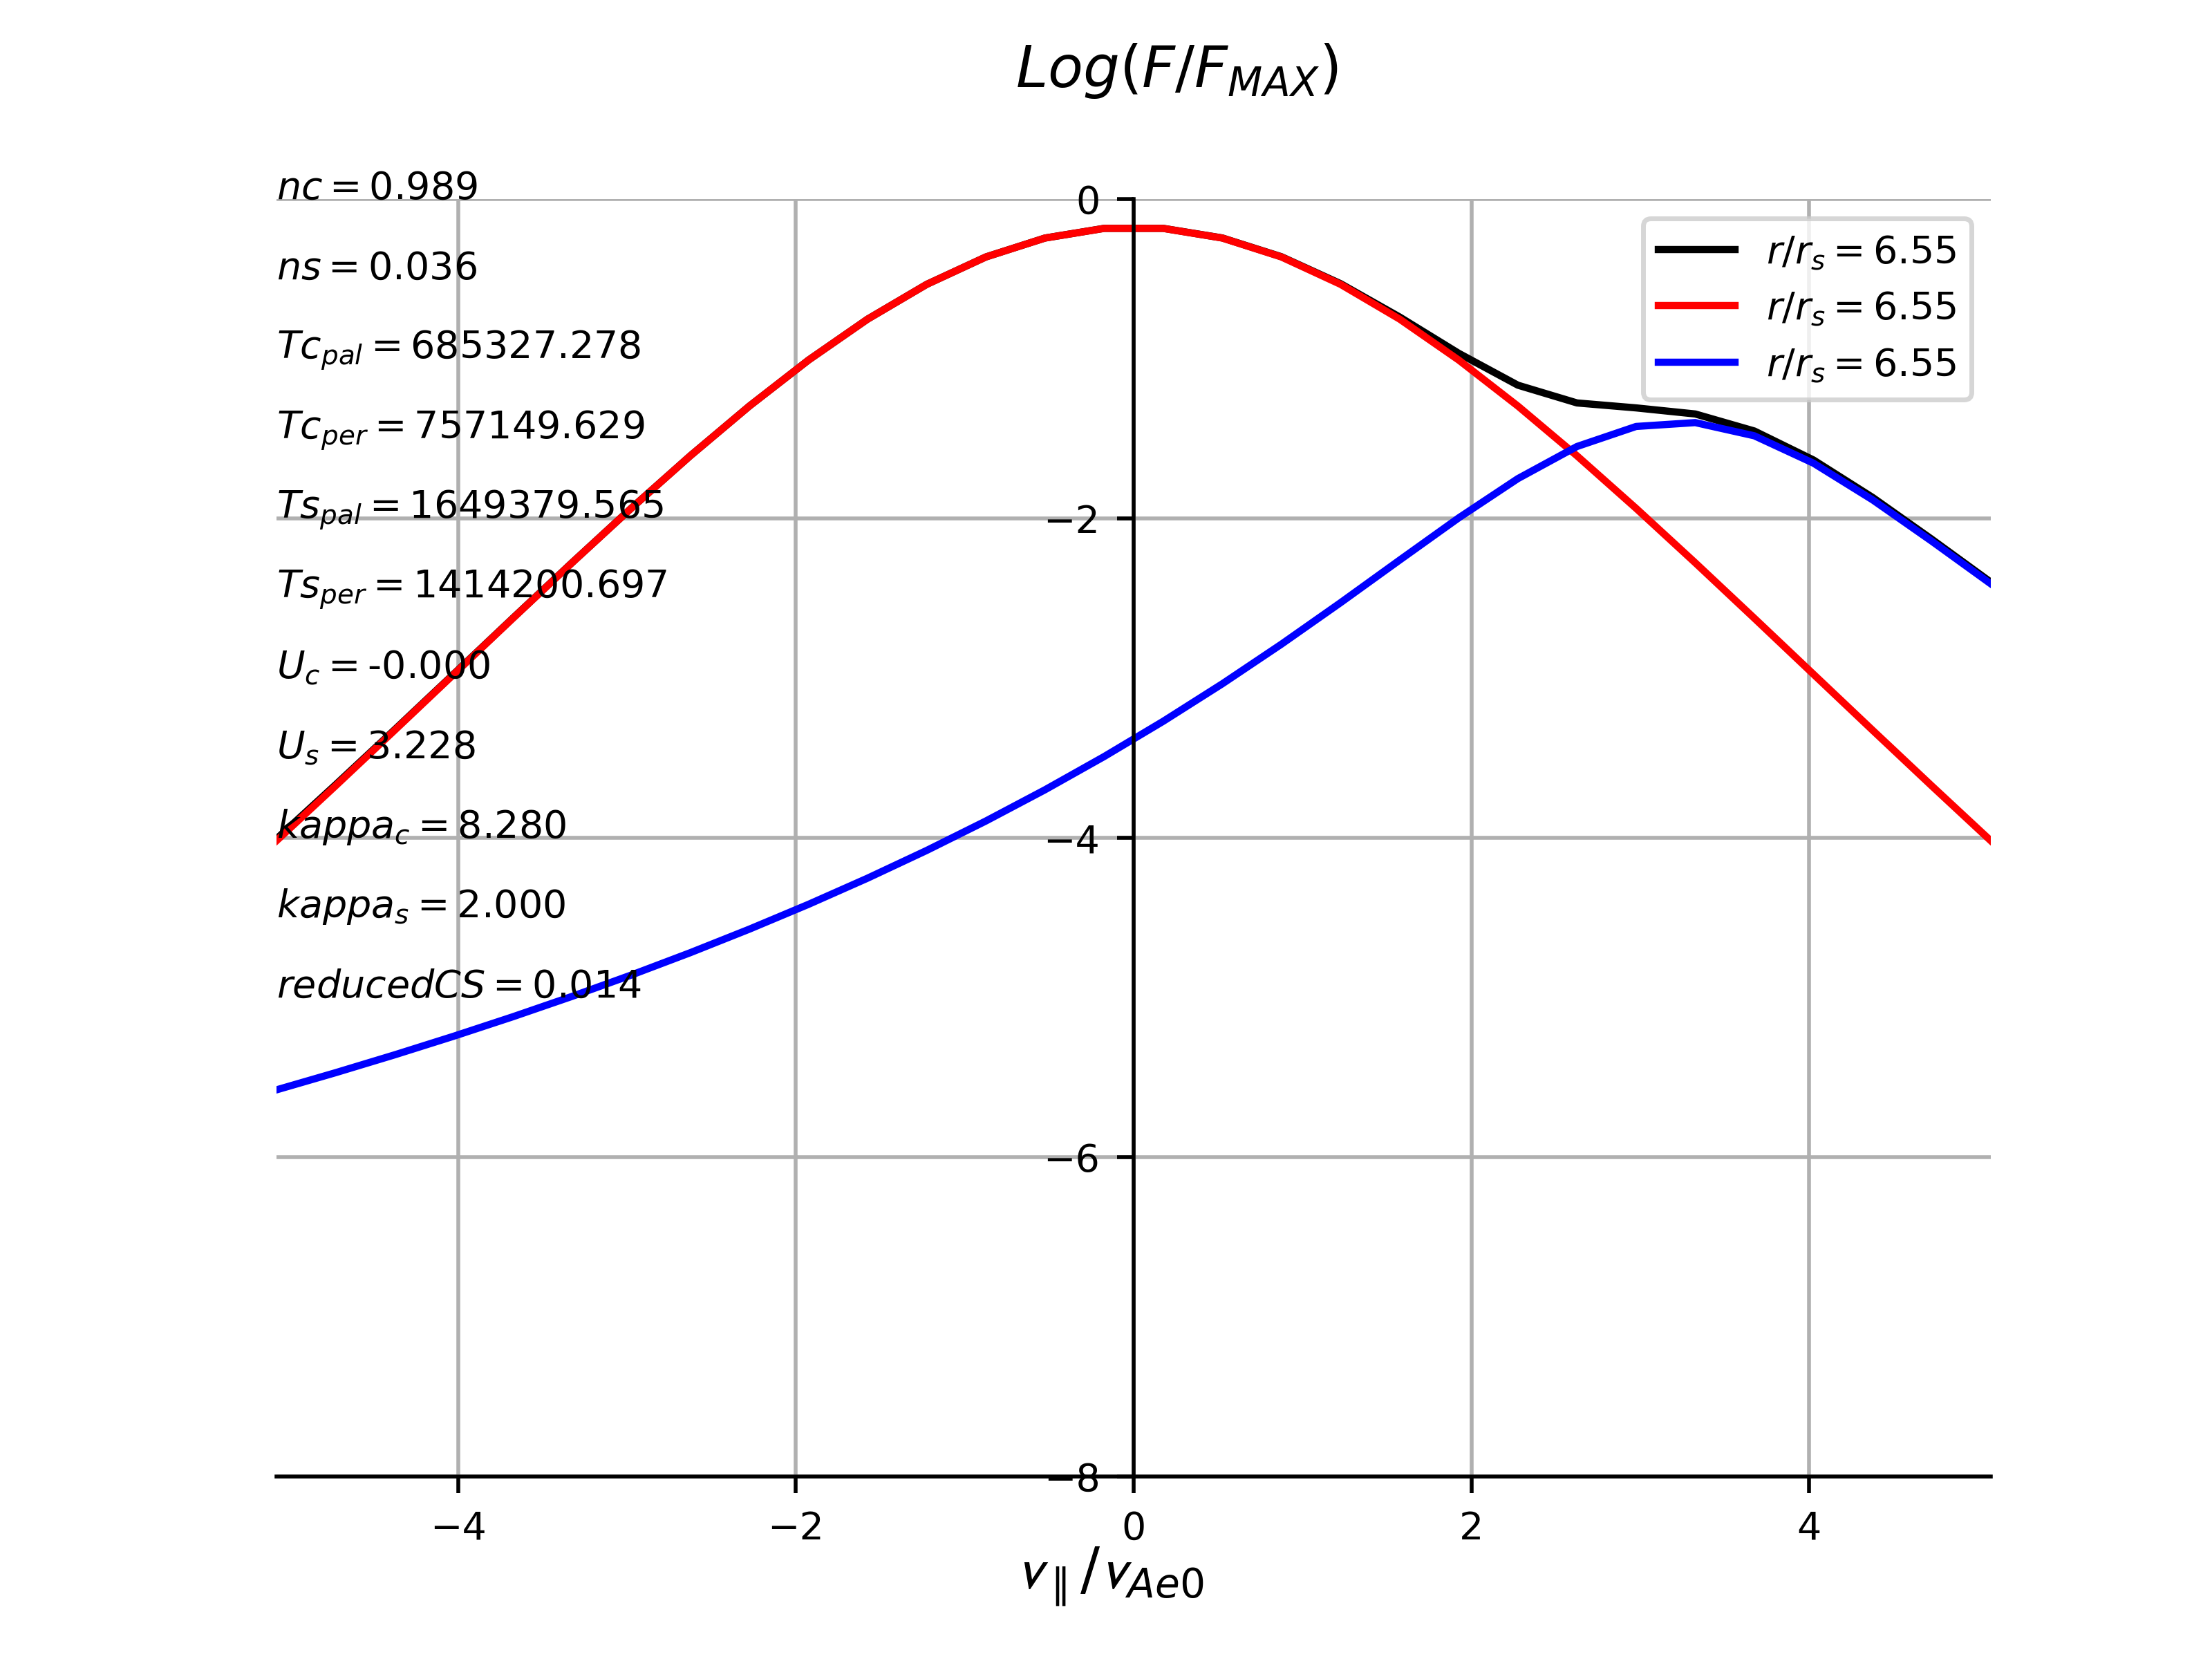 Log(F/F_MAX)
nc = 0.989
ns = 0.036
Tc_pal = 685327.278
Tc_per = 757149.629
Ts_pal = 1649379.565
Ts_per = 1414200.697
U_c = -0.000
U_s = 3.228
kappa_c = 8.280
kappa_s = 2.000
reducedCS = 0.014
0
−2
−4
−6
−8
r/r_s = 6.55
r/r_s = 6.55
r/r_s = 6.55
−4 −2 0 2 4
v_∥/v_Ae0